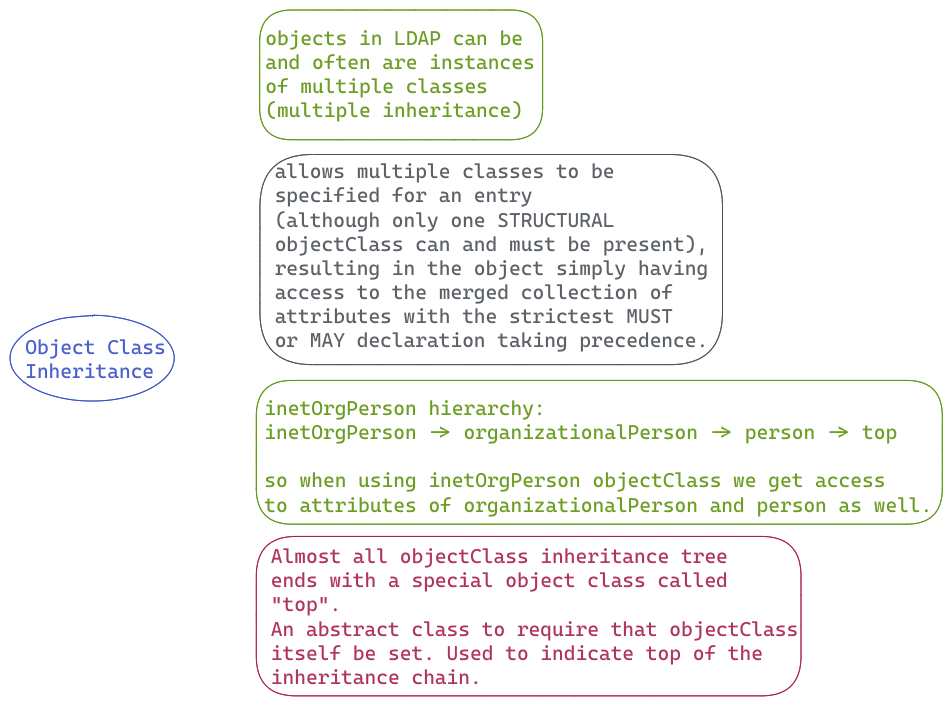 objects in LDAP can be
and often are instances
of multiple classes
(multiple inheritance)
allows multiple classes to be
specified for an entry
(although only one STRUCTURAL
objectClass can and must be present),
resulting in the object simply having
access to the merged collection of
attributes with the strictest MUST
or MAY declaration taking precedence.
Object Class
Inheritance
inetOrgPerson hierarchy:
inetOrgPerson → organizationalPerson → person → top
so when using inetOrgPerson objectClass we get access
to attributes of organizationalPerson and person as well.
Almost all objectClass inheritance tree
ends with a special object class called
"top".
An abstract class to require that objectClass
itself be set. Used to indicate top of the
inheritance chain.